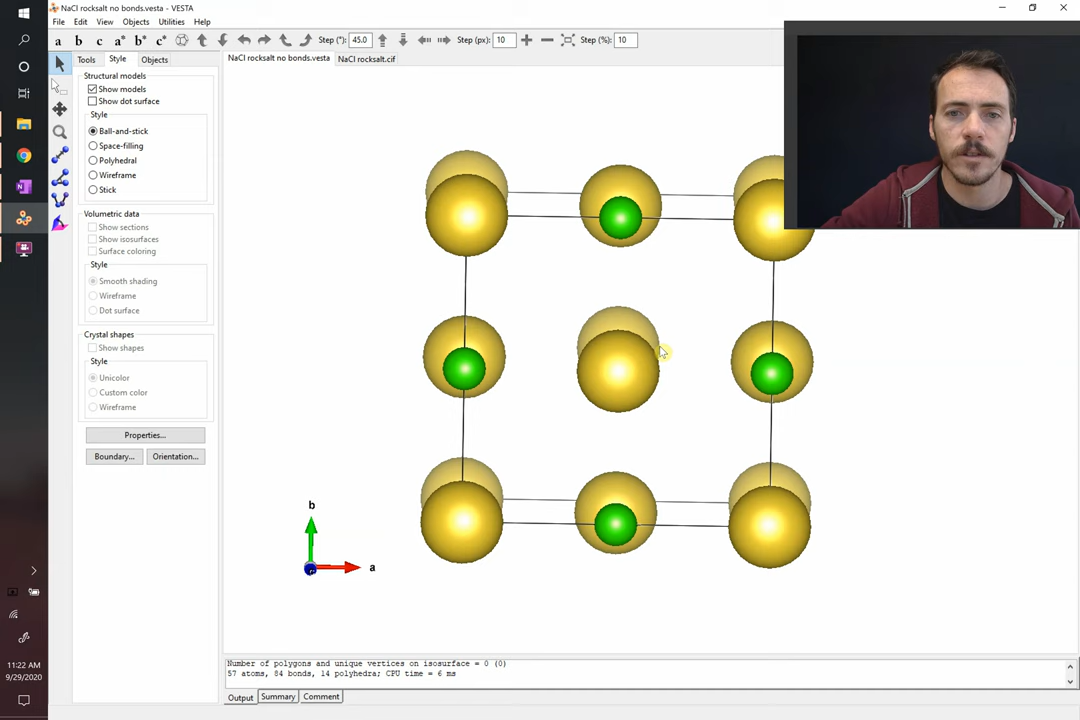 NaCl rocksalt no bonds.vesta - VESTA
File Edit View Objects Utilities Help
a b c a* b* c* Step (°): 45.0 Step (px): 10 Step (%): 10
Tools Style Objects
NaCl rocksalt no bonds.vesta NaCl rocksalt.cif
Structural models
Show models
Show dot surface
Style
Ball-and-stick
Space-filling
Polyhedral
Wireframe
Stick
Volumetric data
Show sections
Show isosurfaces
Surface coloring
Style
Smooth shading
Wireframe
Dot surface
Crystal shapes
Show shapes
Style
Unicolor
Custom color
Wireframe
Properties...
Boundary... Orientation...
b
a
Number of polygons and unique vertices on isosurface = 0 (0)
57 atoms, 84 bonds, 14 polyhedra; CPU time = 6 ms
Output Summary Comment
11:22 AM
9/29/2020